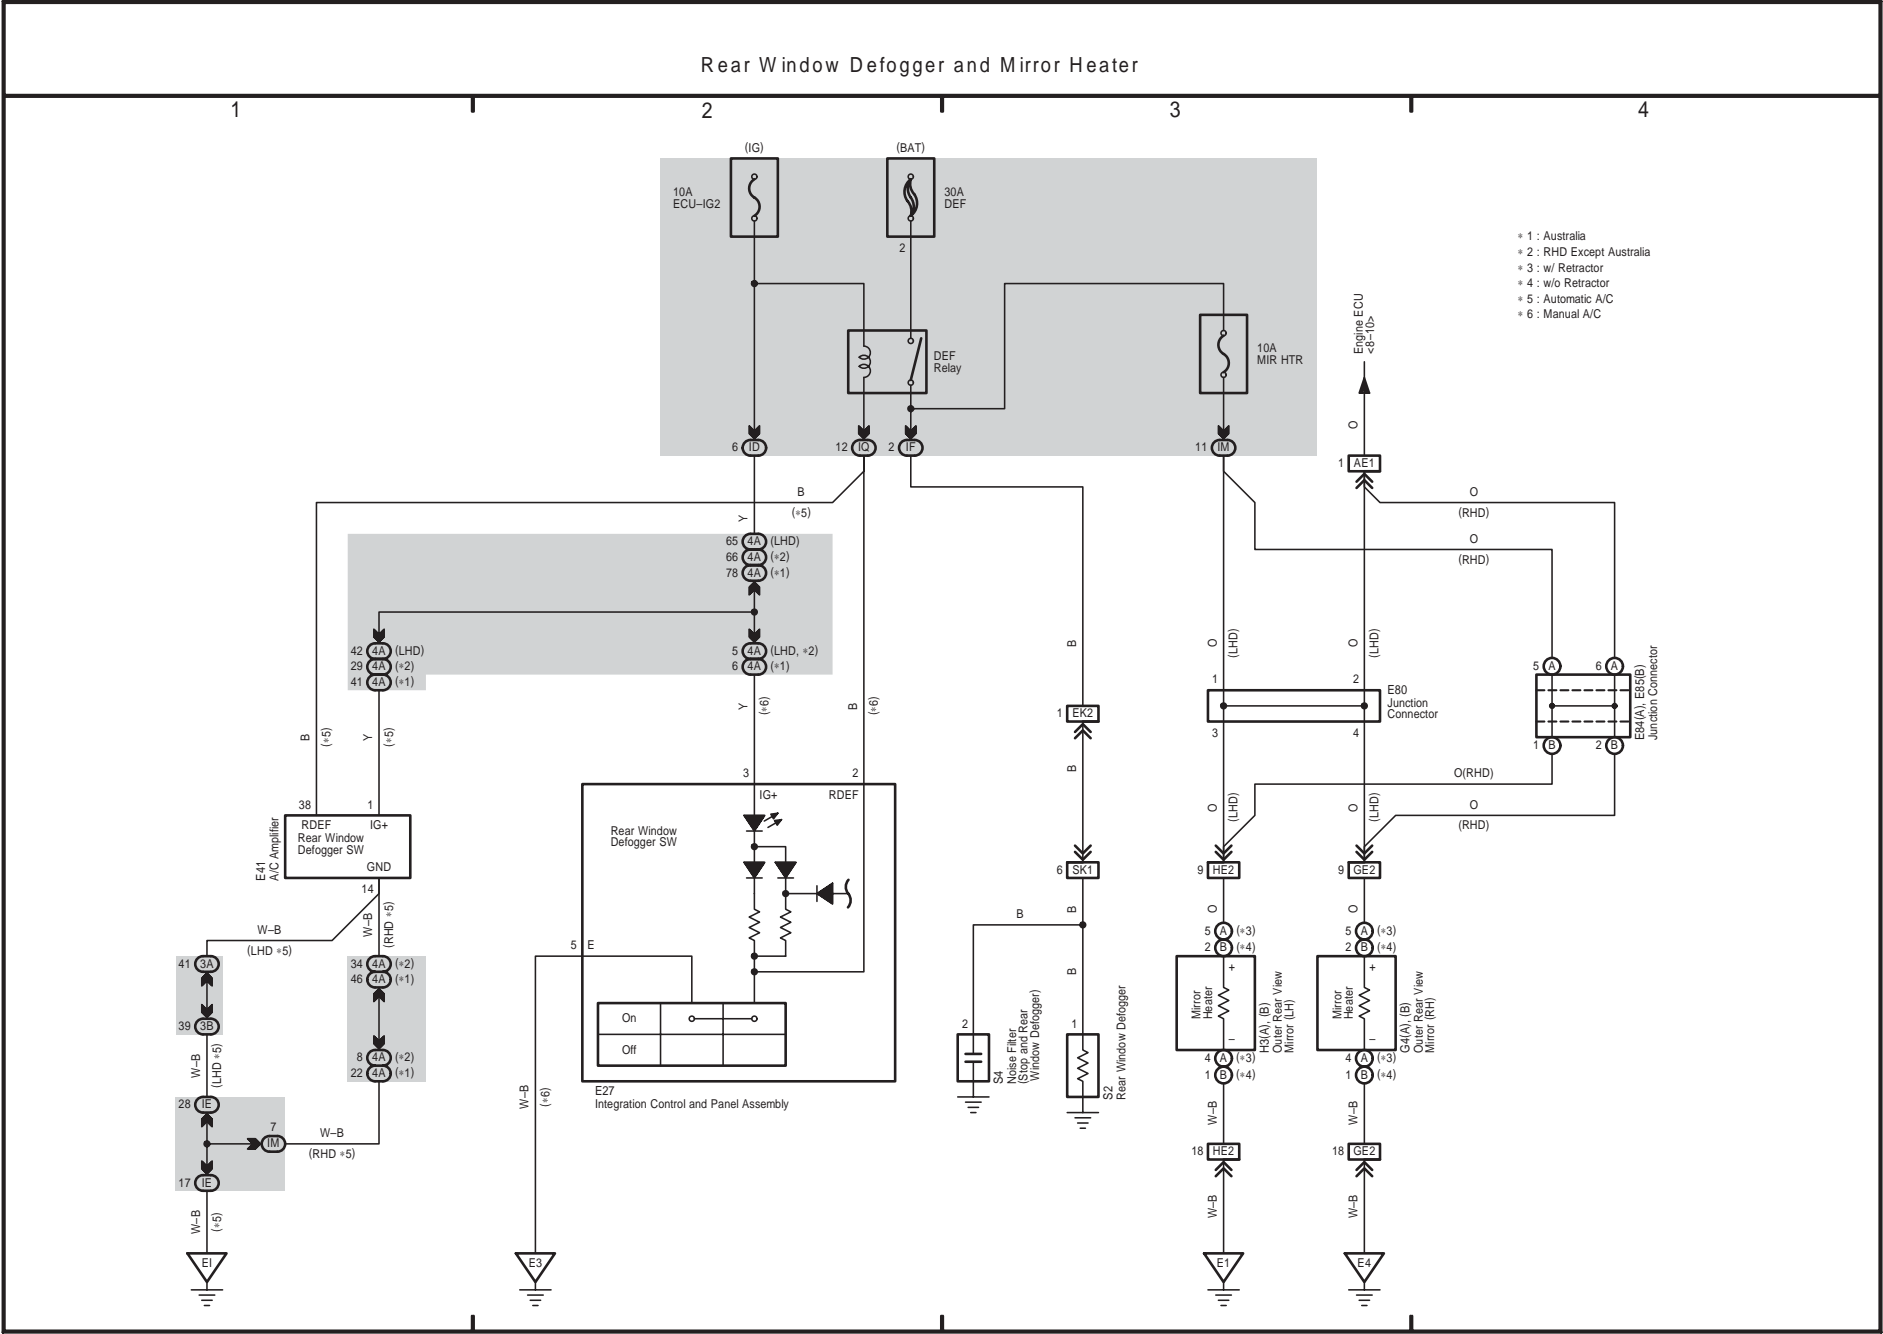 Rear Window Defogger and Mirror Heater
1 2 3 4
(IG)
(BAT)
10A
ECU–IG2
30A
DEF
2
∗ 1 : Australia
∗ 2 : RHD Except Australia
∗ 3 : w/ Retractor
∗ 4 : w/o Retractor
∗ 5 : Automatic A/C
∗ 6 : Manual A/C
Engine ECU
<8–10>
DEF
Relay
10A
MIR HTR
6 ID
12 IQ
2 IF
11 IM
O
1 AE1
B
(∗5)
Y
O
(RHD)
O
(RHD)
65 4A (LHD)
66 4A (∗2)
78 4A (∗1)
42 4A (LHD)
29 4A (∗2)
41 4A (∗1)
5 4A (LHD, ∗2)
6 4A (∗1)
B
O
(LHD)
O
(LHD)
5 A
6 A
E84(A), E85(B)
Junction Connector
1 B
2 B
1
2
3
4
E80
Junction
Connector
B
(∗5)
Y
(∗5)
Y
(∗6)
B
(∗6)
1 EK2
B
O(RHD)
O
(RHD)
O
(LHD)
O
(LHD)
38
1
RDEF
IG+
Rear Window
Defogger SW
GND
14
E41
A/C Amplifier
3
2
IG+
RDEF
Rear Window
Defogger SW
5 E
On
Off
E27
Integration Control and Panel Assembly
6 SK1
B
B
B
9 HE2
9 GE2
O
O
W–B
(LHD ∗5)
W–B
(RHD ∗5)
41 3A
39 3B
34 4A (∗2)
46 4A (∗1)
8 4A (∗2)
22 4A (∗1)
W–B
(LHD ∗5)
28 IE
7
IM
W–B
(RHD ∗5)
17 IE
W–B
(∗5)
EI
W–B
(∗6)
E3
2
S4
Noise Filter
(Stop and Rear
Window Defogger)
1
S2
Rear Window Defogger
5 A (∗3)
2 B (∗4)
+
Mirror
Heater
–
H3(A), (B)
Outer Rear View
Mirror (LH)
4 A (∗3)
1 B (∗4)
W–B
18 HE2
W–B
E1
5 A (∗3)
2 B (∗4)
+
Mirror
Heater
–
G4(A), (B)
Outer Rear View
Mirror (RH)
4 A (∗3)
1 B (∗4)
W–B
18 GE2
W–B
E4